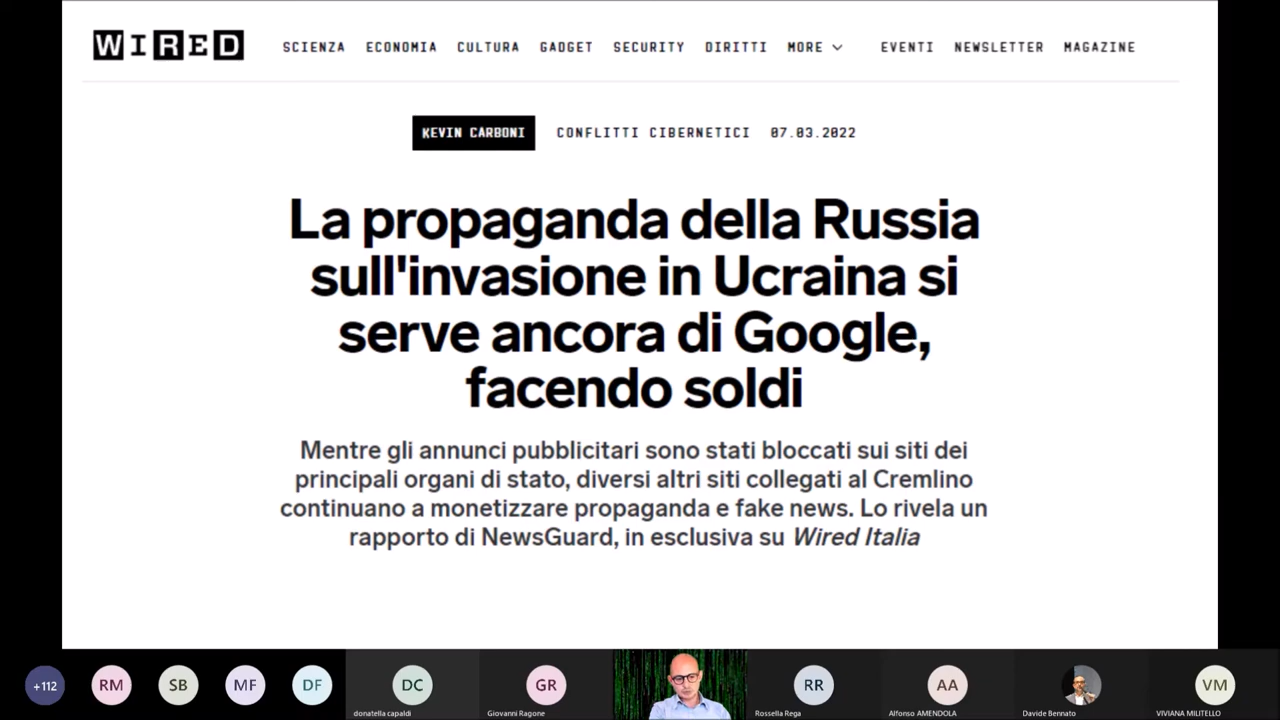 WIRED SCIENZA ECONOMIA CULTURA GADGET SECURITY DIRITTI MORE EVENTI NEWSLETTER MAGAZINE
KEVIN CARBONI CONFLITTI CIBERNETICI 07.03.2022
La propaganda della Russia
sull'invasione in Ucraina si
serve ancora di Google,
facendo soldi
Mentre gli annunci pubblicitari sono stati bloccati sui siti dei
principali organi di stato, diversi altri siti collegati al Cremlino
continuano a monetizzare propaganda e fake news. Lo rivela un
rapporto di NewsGuard, in esclusiva su Wired Italia
+112 RM SB MF DF DC GR RR AA VM
donatella capaldi Giovanni Ragone Rossella Rega Alfonso AMENDOLA Davide Bennato VIVIANA MILITELLO